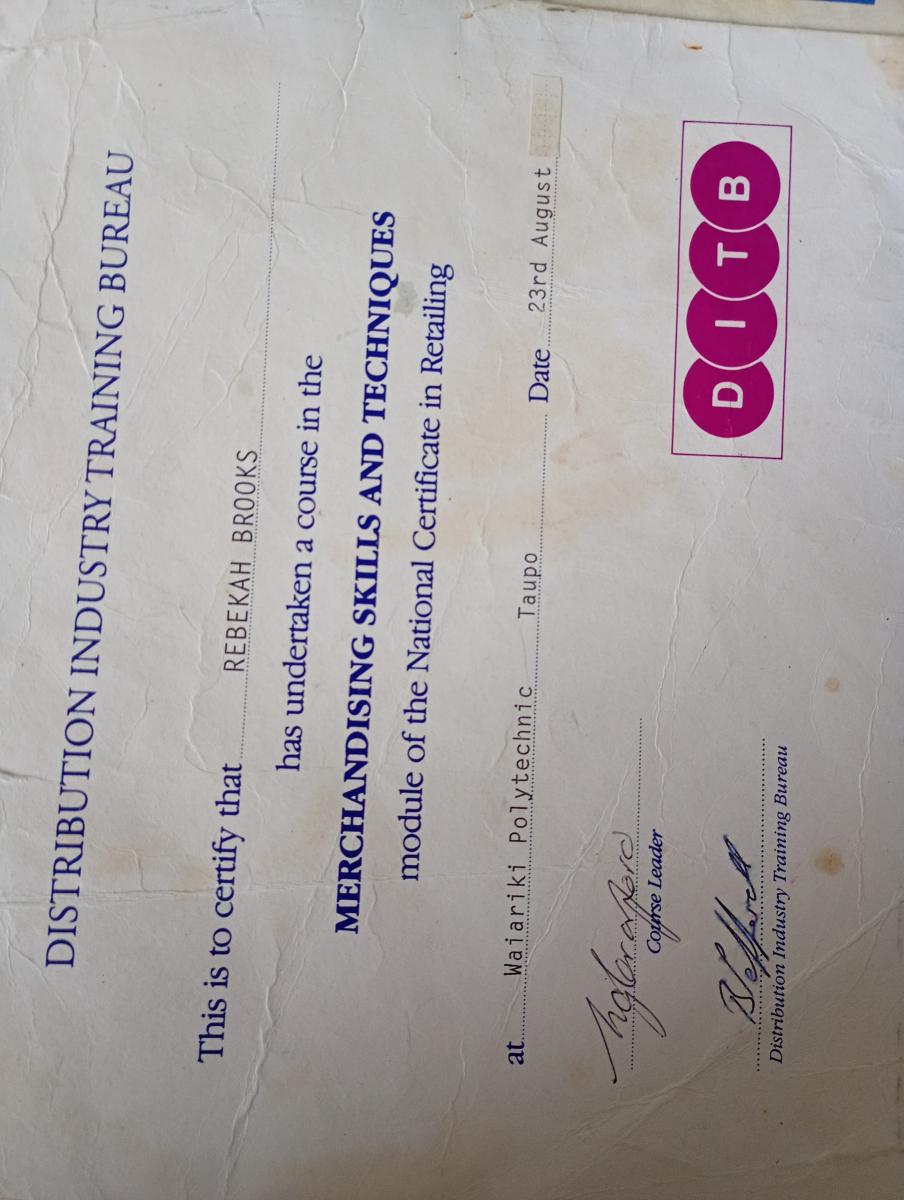 DISTRIBUTION INDUSTRY TRAINING BUREAU
This is to certify that REBEKAH BROOKS
has undertaken a course in the
MERCHANDISING SKILLS AND TECHNIQUES
module of the National Certificate in Retailing
at Waiariki Polytechnic Taupo Date 23rd August
Course Leader
Distribution Industry Training Bureau
DITB